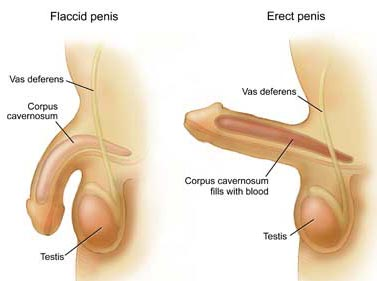 Flaccid penis
Vas deferens
Corpus
cavernosum
Testis
Erect penis
Vas deferens
Corpus cavernosum
fills with blood
Testis